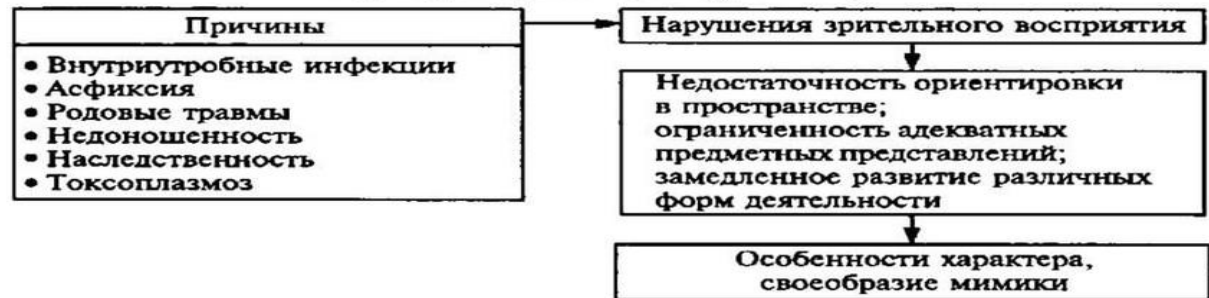 Причины
• Внутриутробные инфекции
• Асфиксия
• Родовые травмы
• Недоношенность
• Наследственность
• Токсоплазмоз
Нарушения зрительного восприятия
Недостаточность ориентировки
в пространстве;
ограниченность адекватных
предметных представлений;
замедленное развитие различных
форм деятельности
Особенности характера,
своеобразие мимики